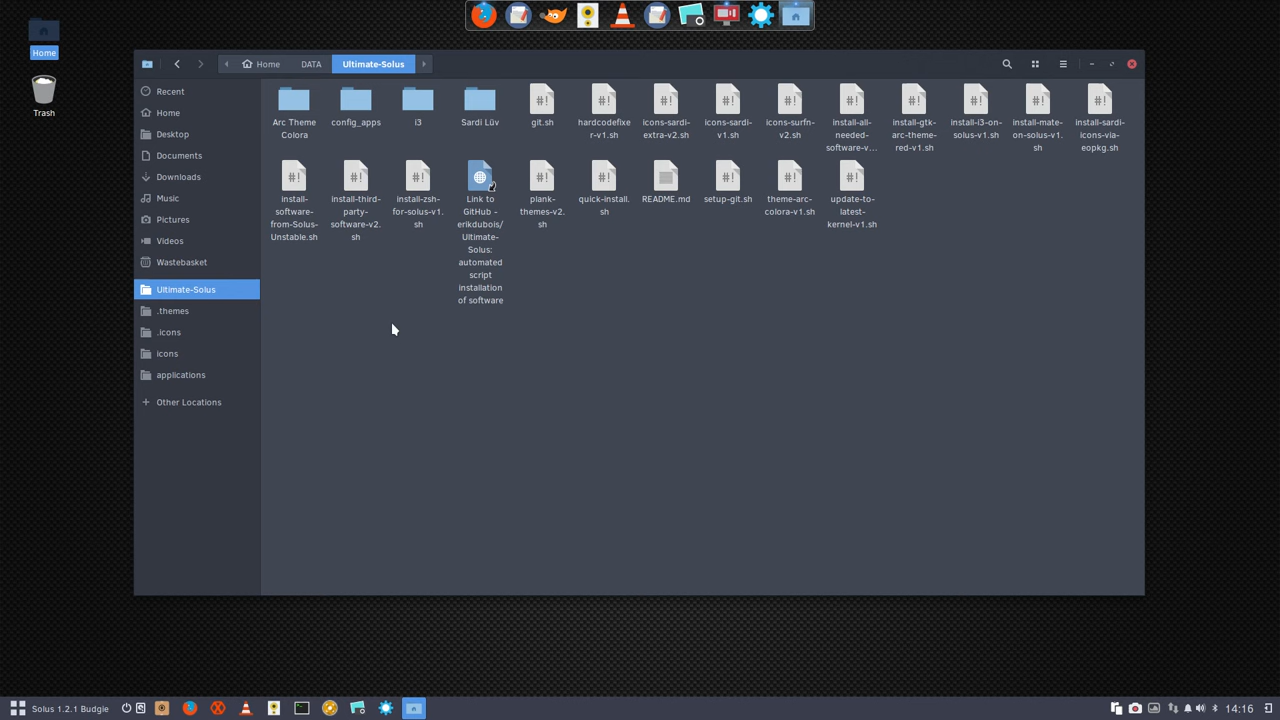 Home
Trash
Home
DATA
Ultimate-Solus
Recent
Home
Desktop
Documents
Downloads
Music
Pictures
Videos
Wastebasket
Ultimate-Solus
.themes
.icons
icons
applications
Other Locations
Arc Theme
Colora
config_apps
i3
Sardi Lüv
git.sh
hardcodefixe
r-v1.sh
icons-sardi-
extra-v2.sh
icons-sardi-
v1.sh
icons-surfn-
v2.sh
install-all-
needed-
software-v...
install-gtk-
arc-theme-
red-v1.sh
install-i3-on-
solus-v1.sh
install-mate-
on-solus-v1.
sh
install-sardi-
icons-via-
eopkg.sh
install-
software-
from-Solus-
Unstable.sh
install-third-
party-
software-v2.
sh
install-zsh-
for-solus-v1.
sh
Link to
GitHub -
erikdubois/
Ultimate-
Solus:
automated
script
installation
of software
plank-
themes-v2.
sh
quick-install.
sh
README.md
setup-git.sh
theme-arc-
colora-v1.sh
update-to-
latest-
kernel-v1.sh
Solus 1.2.1 Budgie
14:16